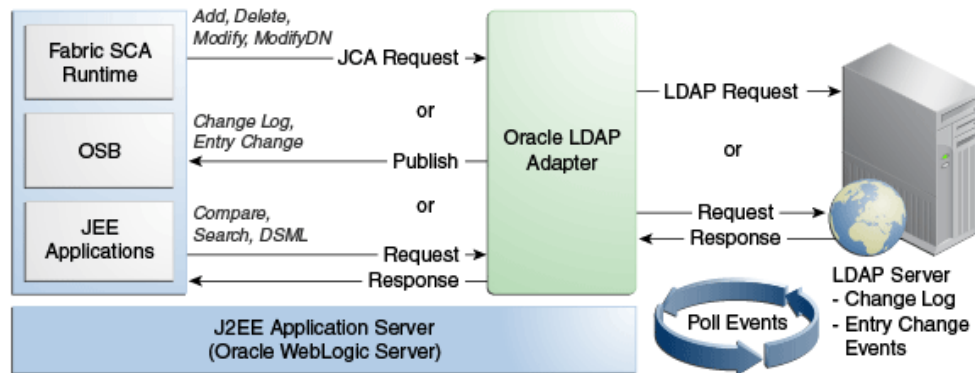 Add, Delete,
Modify, ModifyDN
Fabric SCA
Runtime
JCA Request
or
Change Log,
Entry Change
OSB
Publish
or
Compare,
Search, DSML
JEE
Applications
Request
Response
Oracle LDAP
Adapter
LDAP Request
or
Request
Response
LDAP Server
- Change Log
- Entry Change
Events
Poll Events
J2EE Application Server
(Oracle WebLogic Server)